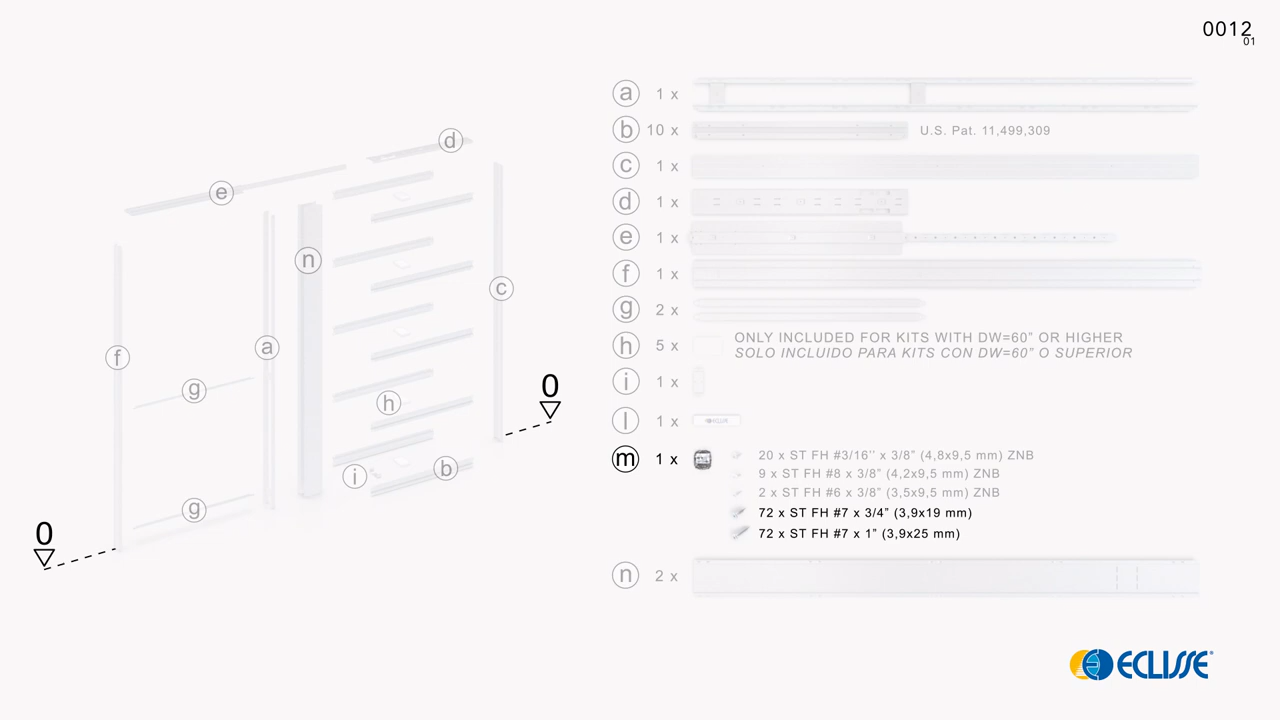 0012
01
a 1 x
b 10 x U.S. Pat. 11,499,309
c 1 x
d 1 x
e 1 x
f 1 x
g 2 x
h 5 x ONLY INCLUDED FOR KITS WITH DW=60” OR HIGHER
SOLO INCLUIDO PARA KITS CON DW=60” O SUPERIOR
i 1 x
l 1 x ECLISSE
m 1 x 20 x ST FH #3/16'' x 3/8” (4,8x9,5 mm) ZNB
9 x ST FH #8 x 3/8” (4,2x9,5 mm) ZNB
2 x ST FH #6 x 3/8” (3,5x9,5 mm) ZNB
72 x ST FH #7 x 3/4” (3,9x19 mm)
72 x ST FH #7 x 1” (3,9x25 mm)
n 2 x
d
e
n
c
a
f
g
h
0
b
i
g
0
ECLISSE®